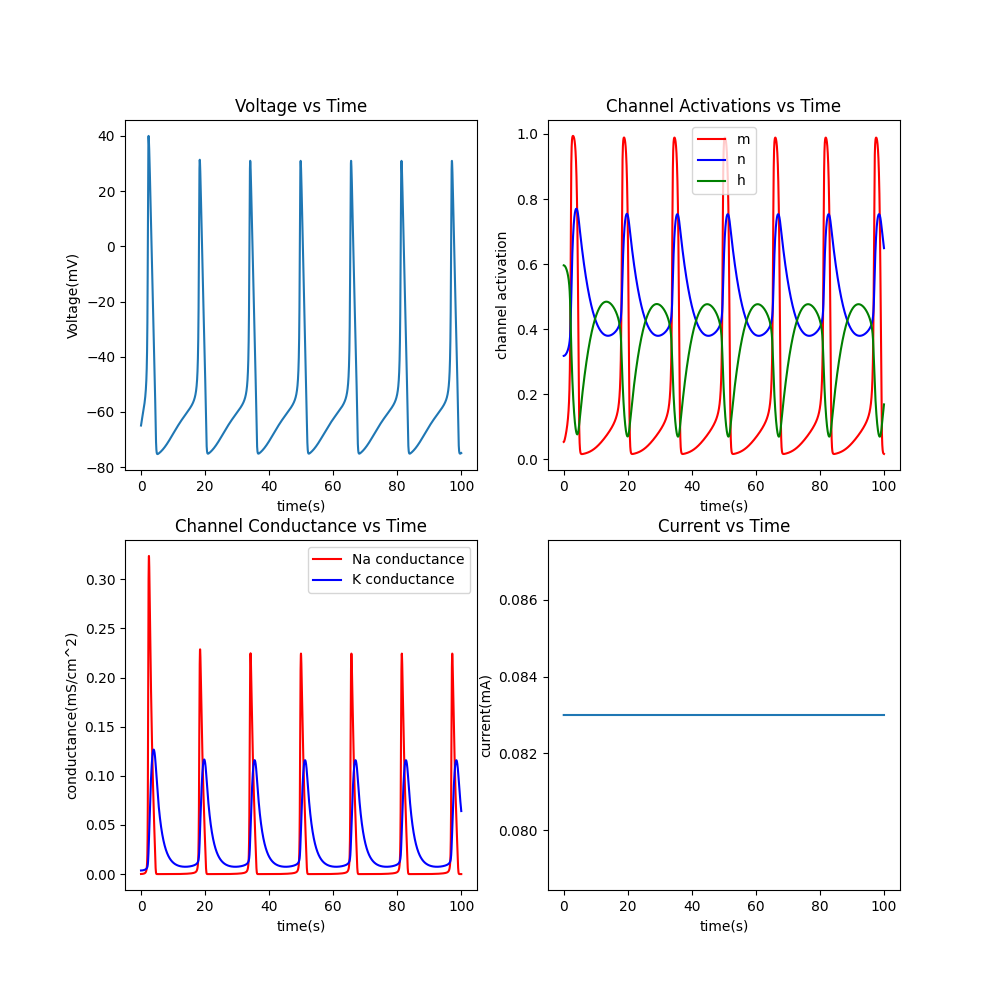 Voltage vs Time
Voltage(mV)
40
20
0
−20
−40
−60
−80
0 20 40 60 80 100
time(s)
Channel Activations vs Time
channel activation
1.0
0.8
0.6
0.4
0.2
0.0
m
n
h
0 20 40 60 80 100
time(s)
Channel Conductance vs Time
conductance(mS/cm^2)
0.30
0.25
0.20
0.15
0.10
0.05
0.00
Na conductance
K conductance
0 20 40 60 80 100
time(s)
Current vs Time
current(mA)
0.086
0.084
0.082
0.080
0 20 40 60 80 100
time(s)